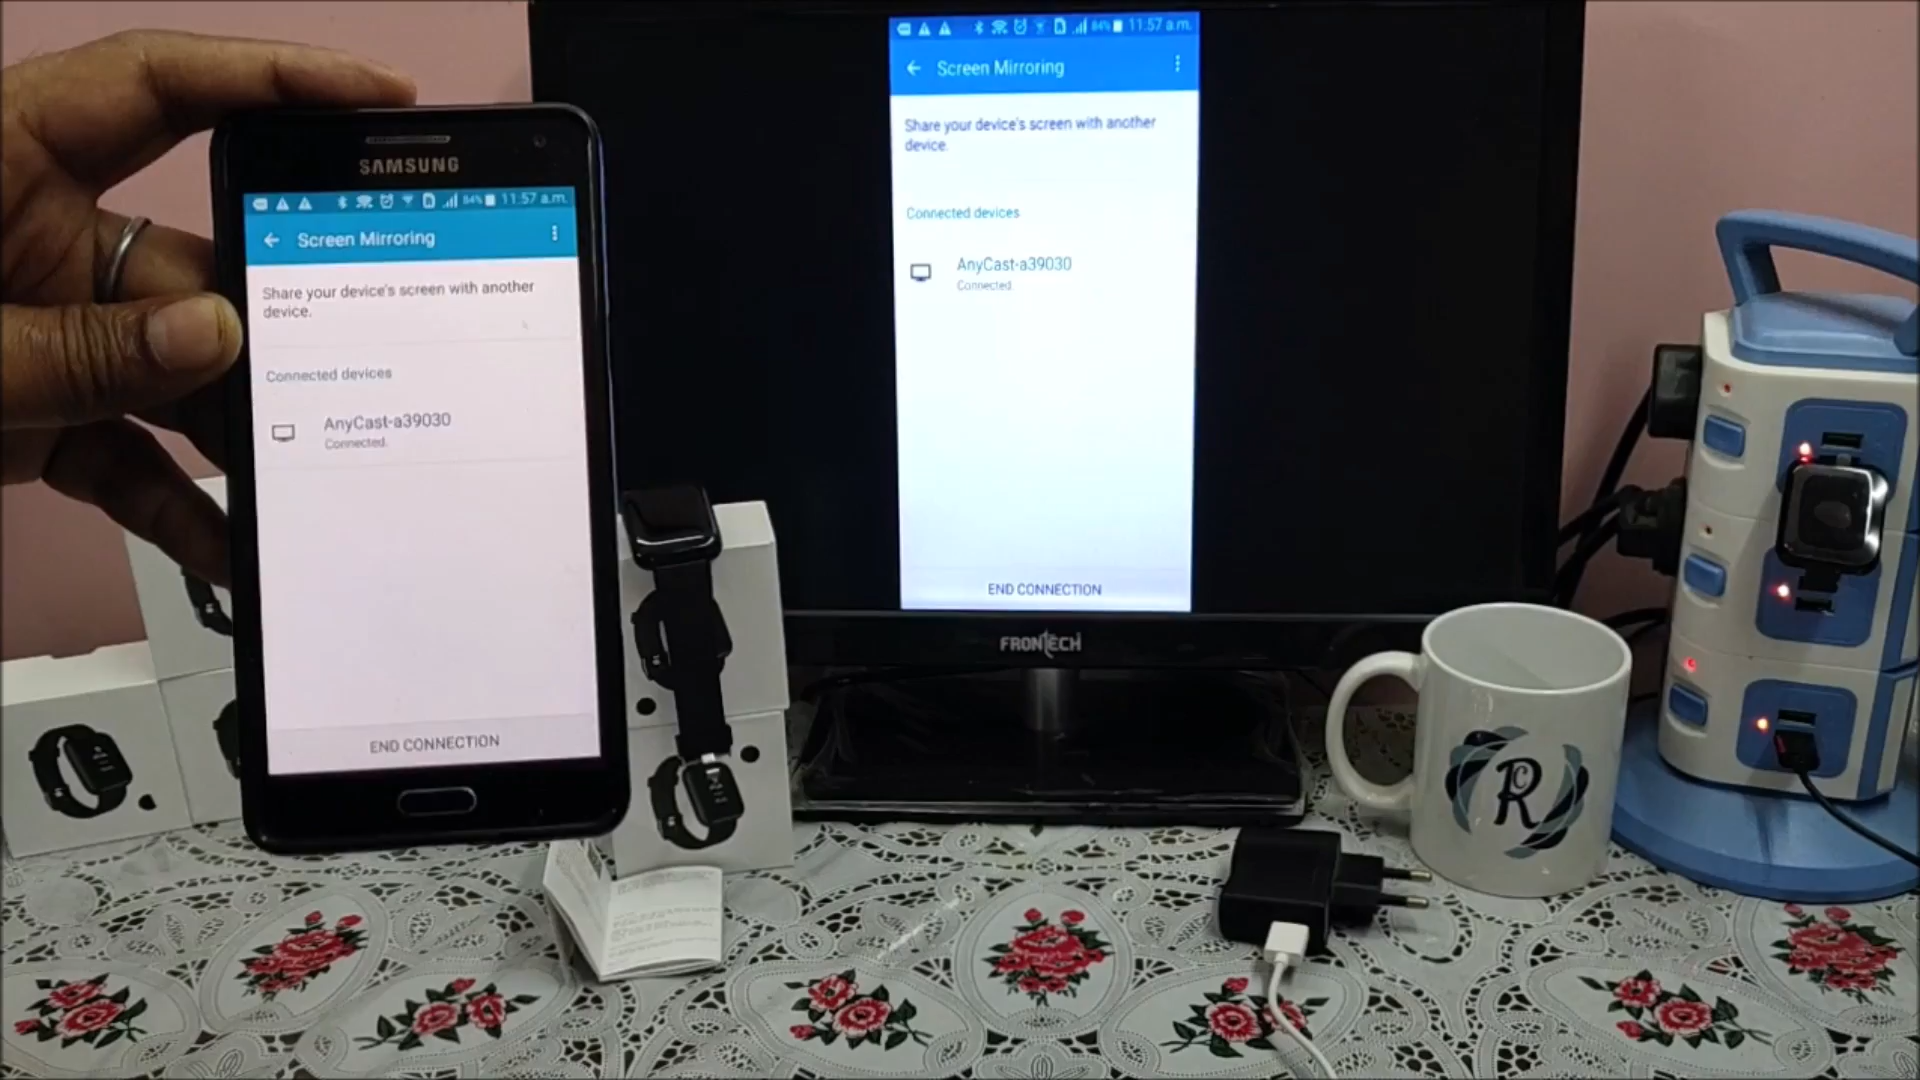 SAMSUNG
84% 11.57 a.m.
Screen Mirroring
Share your device's screen with another
device.
Connected devices
AnyCast-a39030
Connected.
END CONNECTION
84% 11.57 a.m.
Screen Mirroring
Share your device's screen with another
device.
Connected devices
AnyCast-a39030
Connected.
END CONNECTION
FRONTECH